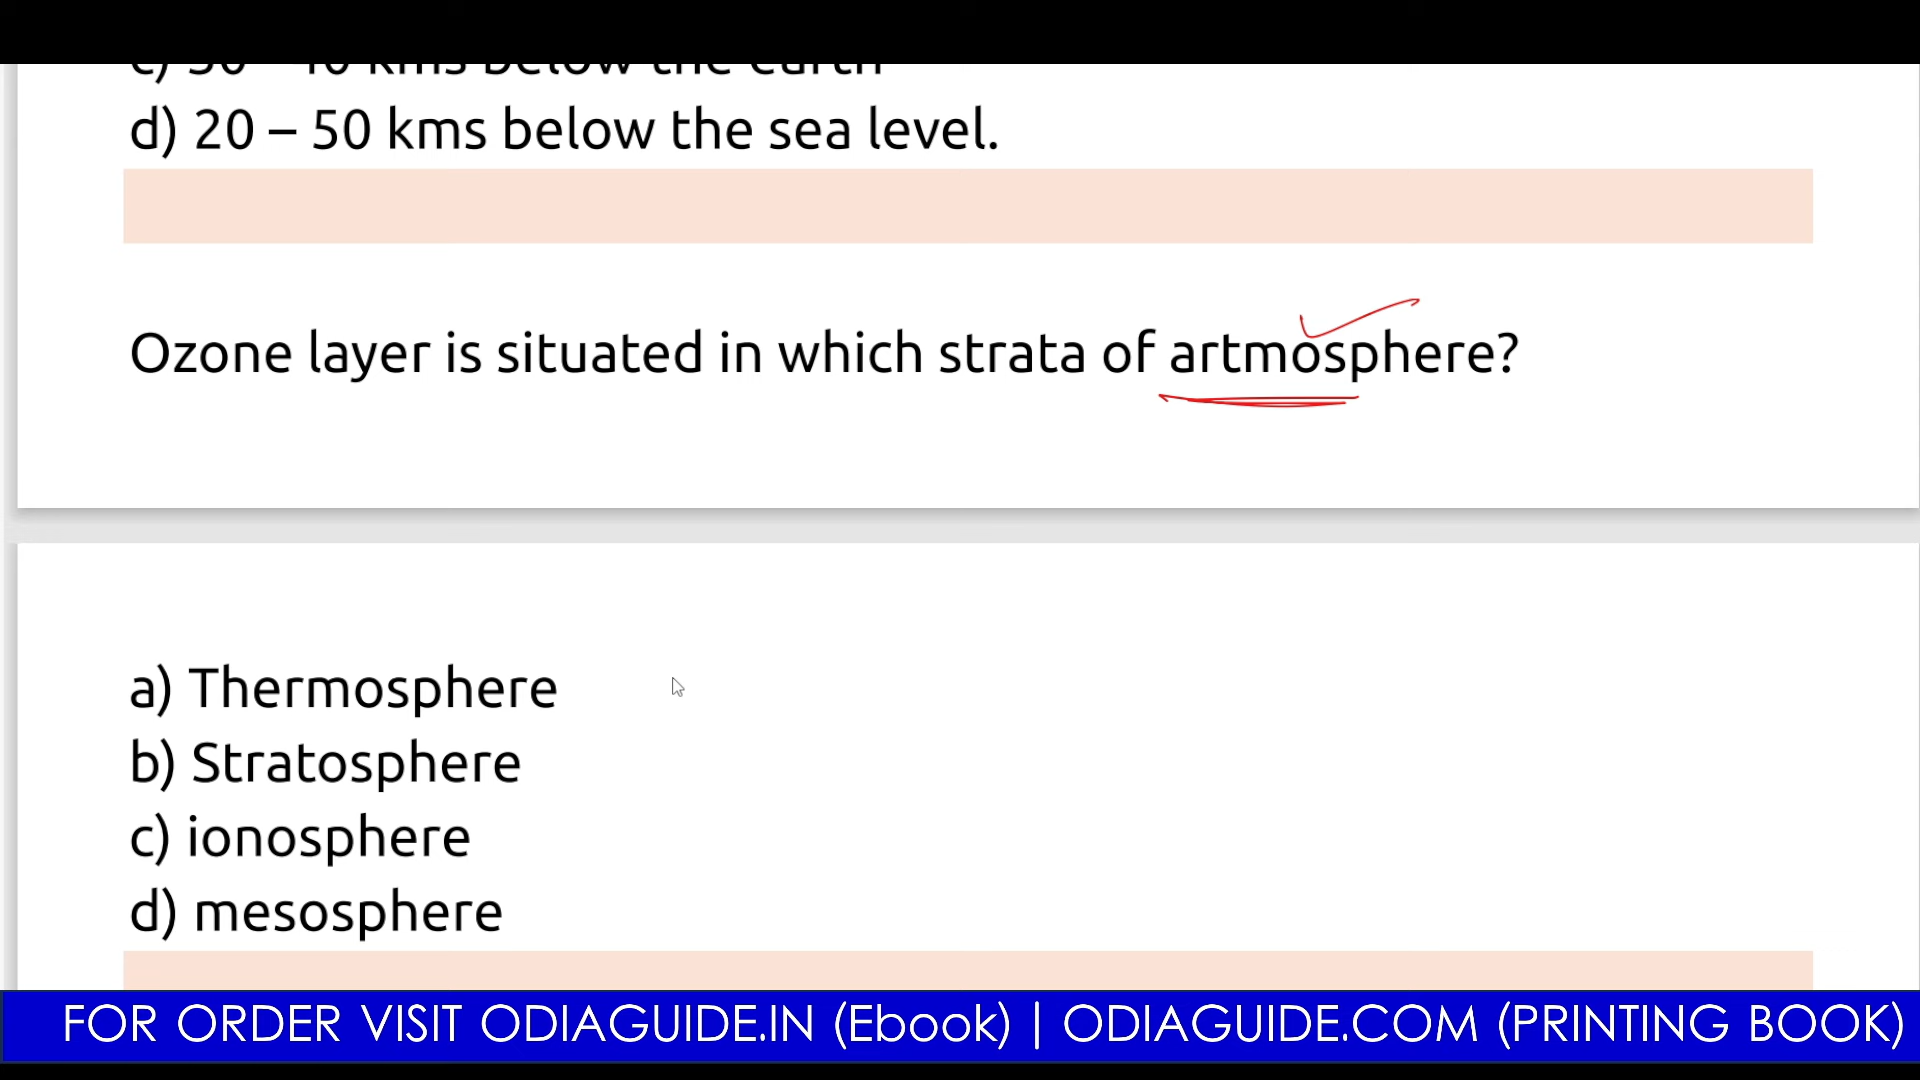 d) 20 – 50 kms below the sea level.
Ozone layer is situated in which strata of artmosphere?
a) Thermosphere
b) Stratosphere
c) ionosphere
d) mesosphere
FOR ORDER VISIT ODIAGUIDE.IN (Ebook) | ODIAGUIDE.COM (PRINTING BOOK)